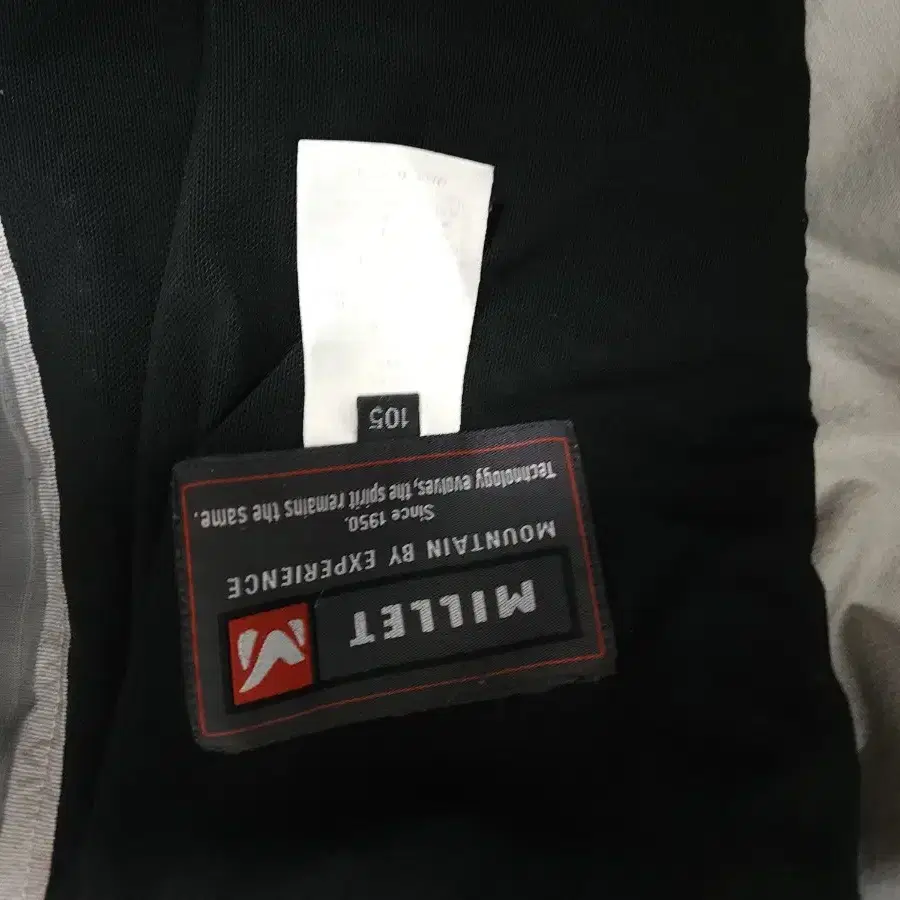 MILLET
MOUNTAIN BY EXPERIENCE
Since 1950.
Technology evolves, the spirit remains the same.
105